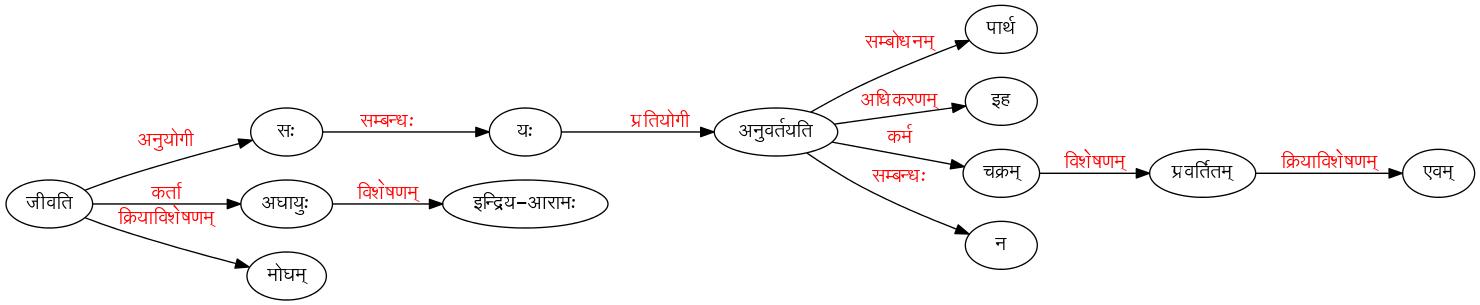 पार्थ
सम्बोधनम्
इह
अधिकरणम्
सः
सम्बन्धः
यः
प्रतियोगी
अनुवर्तयति
अनुयोगी
कर्म
चक्रम्
विशेषणम्
प्रवर्तितम्
क्रियाविशेषणम्
एवम्
सम्बन्धः
न
जीवति
कर्ता
अघायुः
विशेषणम्
इन्द्रिय-आरामः
क्रियाविशेषणम्
मोघम्